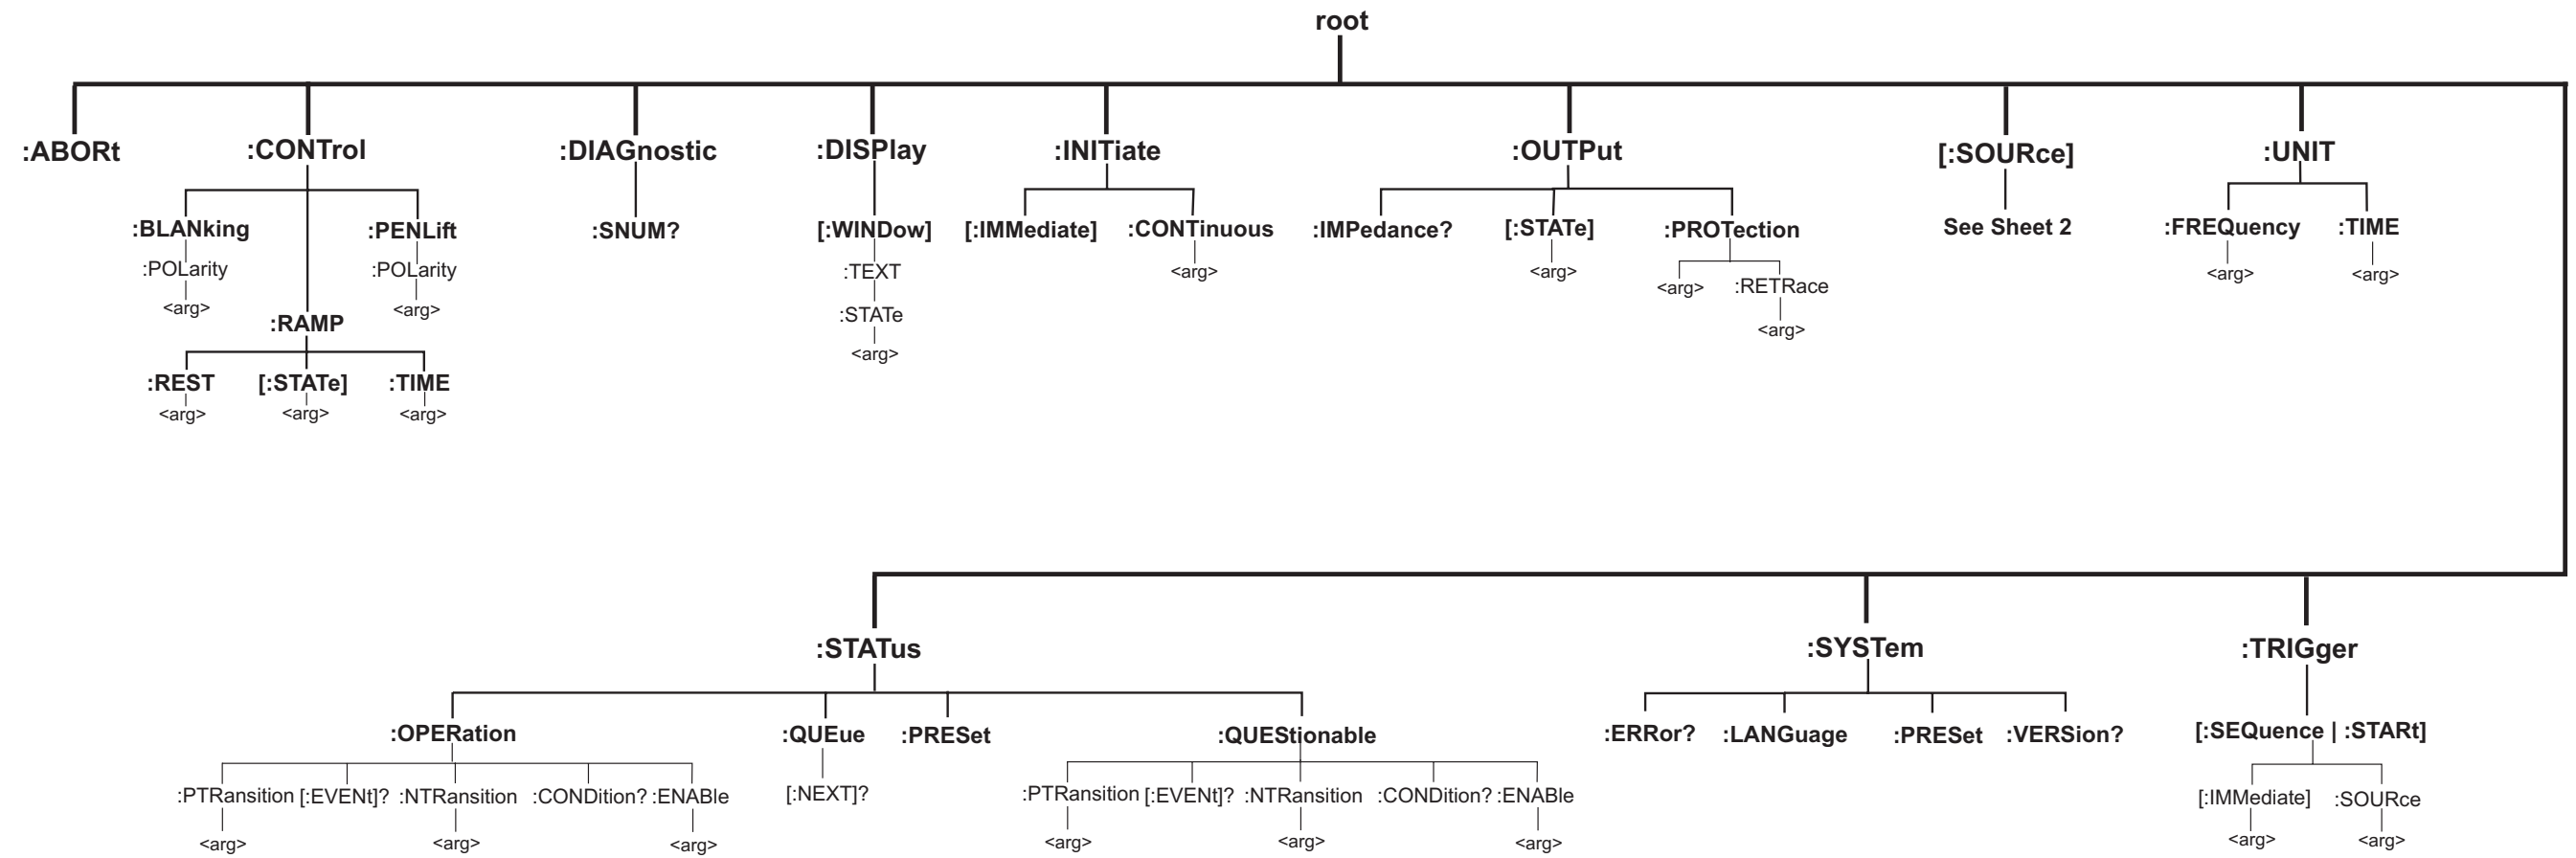 root
:ABORt :CONTrol :DIAGnostic :DISPlay :INITiate :OUTPut [:SOURce] :UNIT
:BLANking :PENLift :SNUM? [:WINDow] [:IMMediate] :CONTinuous :IMPedance? [:STATe] :PROTection See Sheet 2 :FREQuency :TIME
:POLarity :POLarity :TEXT <arg> <arg> <arg> :RETRace <arg> <arg>
<arg> <arg> :STATe <arg>
:RAMP <arg>
:REST [:STATe] :TIME
<arg> <arg> <arg>
:STATus :SYSTem :TRIGger
:OPERation :QUEue :PRESet :QUEStionable :ERRor? :LANGuage :PRESet :VERSion? [:SEQuence | :STARt]
:PTRansition [:EVENt]? :NTRansition :CONDition? :ENABle [:NEXT]? :PTRansition [:EVENt]? :NTRansition :CONDition? :ENABle [:IMMediate] :SOURce
<arg> <arg> <arg> <arg> <arg> <arg> <arg> <arg>